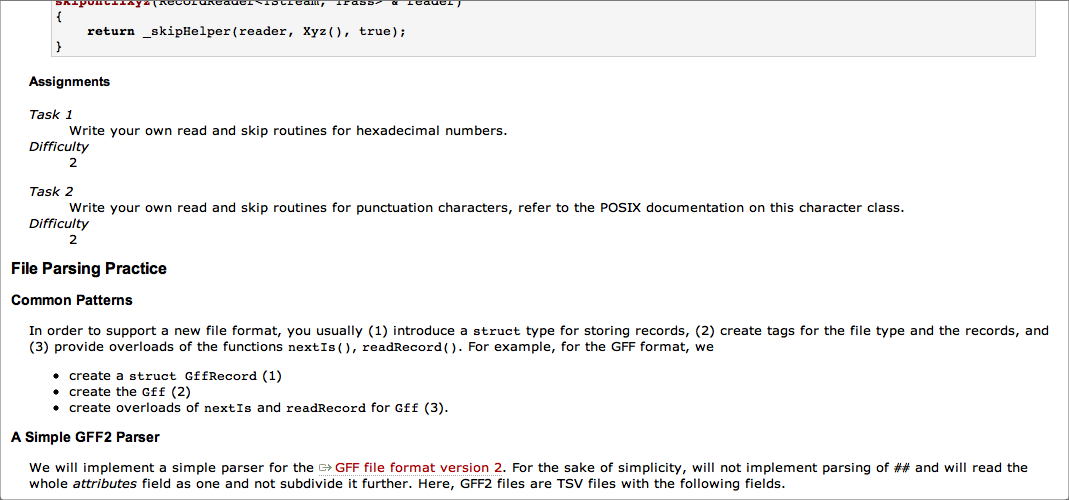 skipUntilXyz(RecordReader<TStream, TPass> & reader)
{
    return _skipHelper(reader, Xyz(), true);
}
Assignments
Task 1
Write your own read and skip routines for hexadecimal numbers.
Difficulty
2
Task 2
Write your own read and skip routines for punctuation characters, refer to the POSIX documentation on this character class.
Difficulty
2
File Parsing Practice
Common Patterns
In order to support a new file format, you usually (1) introduce a struct type for storing records, (2) create tags for the file type and the records, and
(3) provide overloads of the functions nextIs(), readRecord(). For example, for the GFF format, we
• create a struct GffRecord (1)
• create the Gff (2)
• create overloads of nextIs and readRecord for Gff (3).
A Simple GFF2 Parser
We will implement a simple parser for the GFF file format version 2. For the sake of simplicity, will not implement parsing of ## and will read the
whole attributes field as one and not subdivide it further. Here, GFF2 files are TSV files with the following fields.